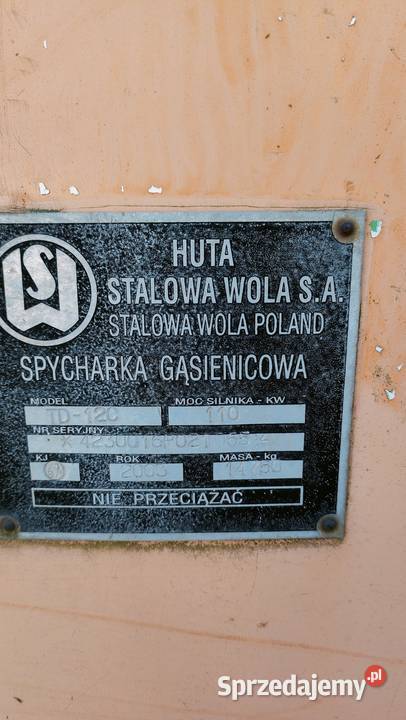 HUTA
STALOWA WOLA S.A.
STALOWA WOLA POLAND
SPYCHARKA GĄSIENICOWA
MODEL MOC SILNIKA - KW
TD-12C 110
NR SERYJNY
KJ ROK MASA - kg
2003
NIE PRZECIĄŻAĆ
Sprzedajemy.pl